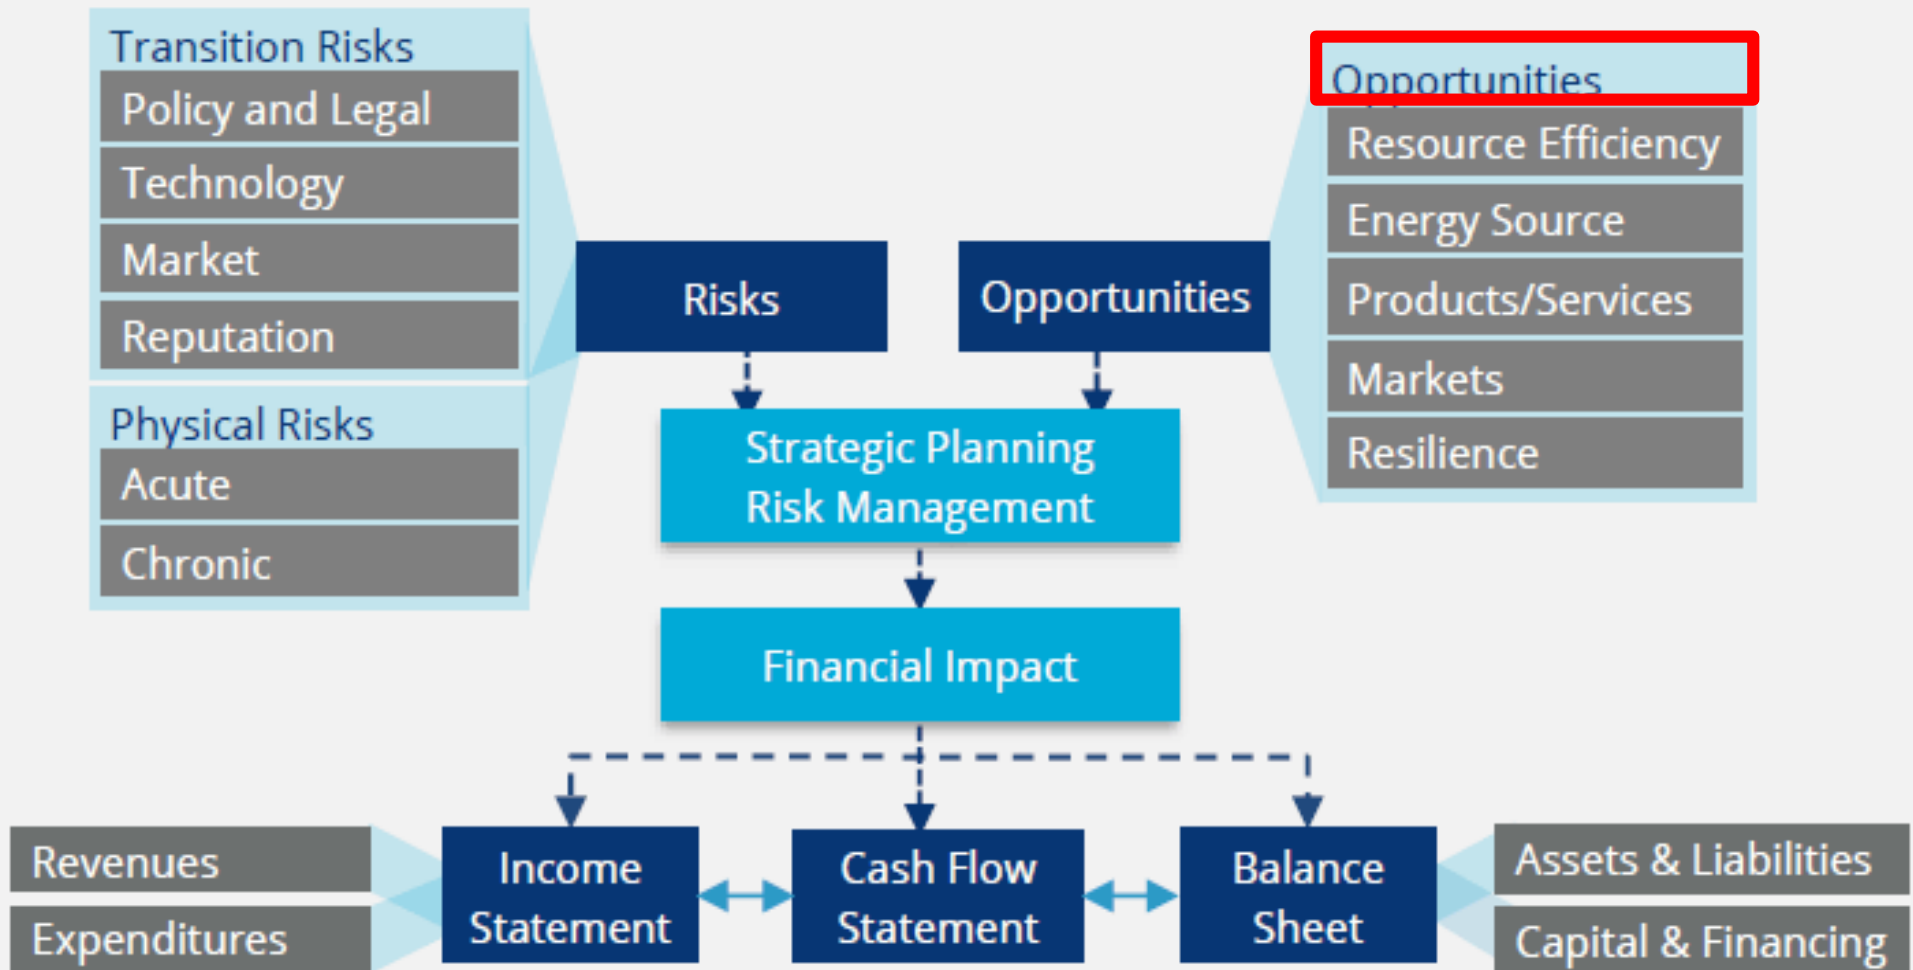 Transition Risks
Policy and Legal
Technology
Market
Reputation
Physical Risks
Acute
Chronic
Risks
Opportunities
Opportunities
Resource Efficiency
Energy Source
Products/Services
Markets
Resilience
Strategic Planning
Risk Management
Financial Impact
Revenues
Expenditures
Income
Statement
Cash Flow
Statement
Balance
Sheet
Assets & Liabilities
Capital & Financing